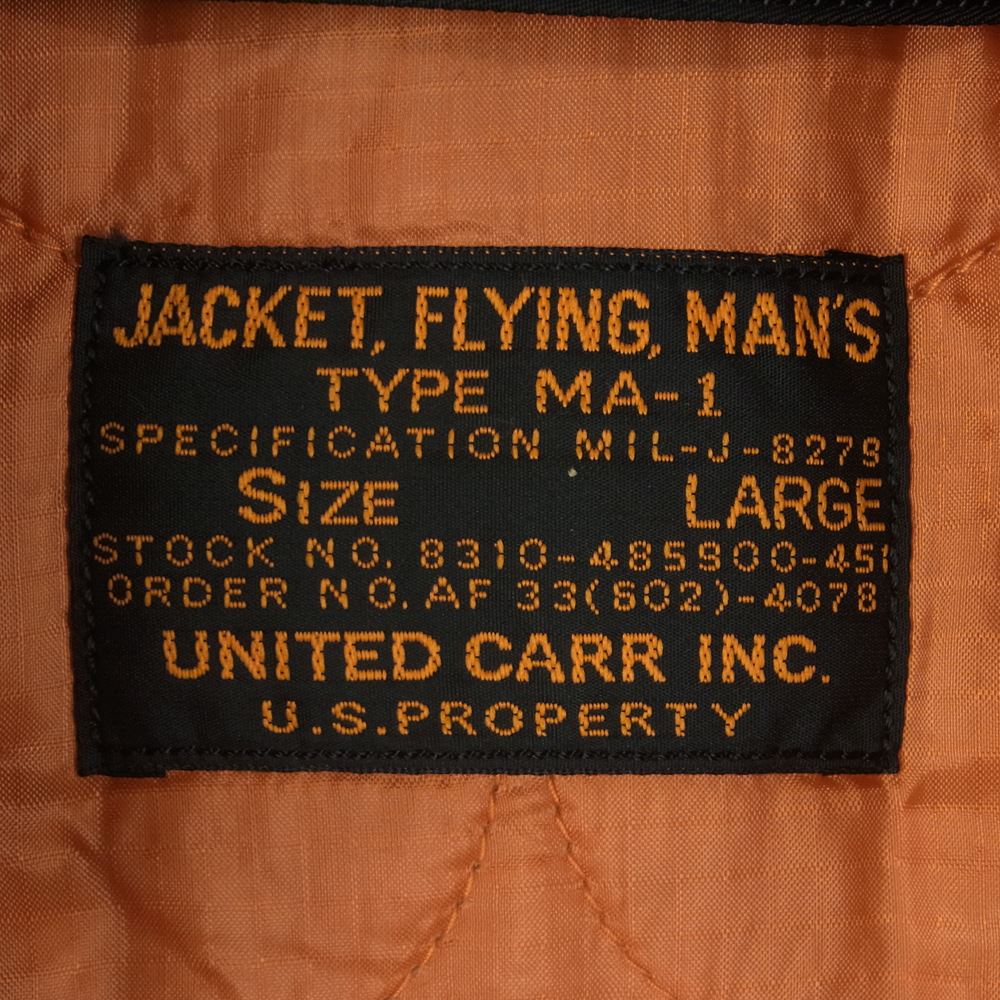 JACKET, FLYING, MAN'S
TYPE MA-1
SPECIFICATION MIL-J-8279
SIZE LARGE
STOCK NO. 8310-485900-451
ORDER NO. AF 33(602)-4078
UNITED CARR INC.
U.S.PROPERTY